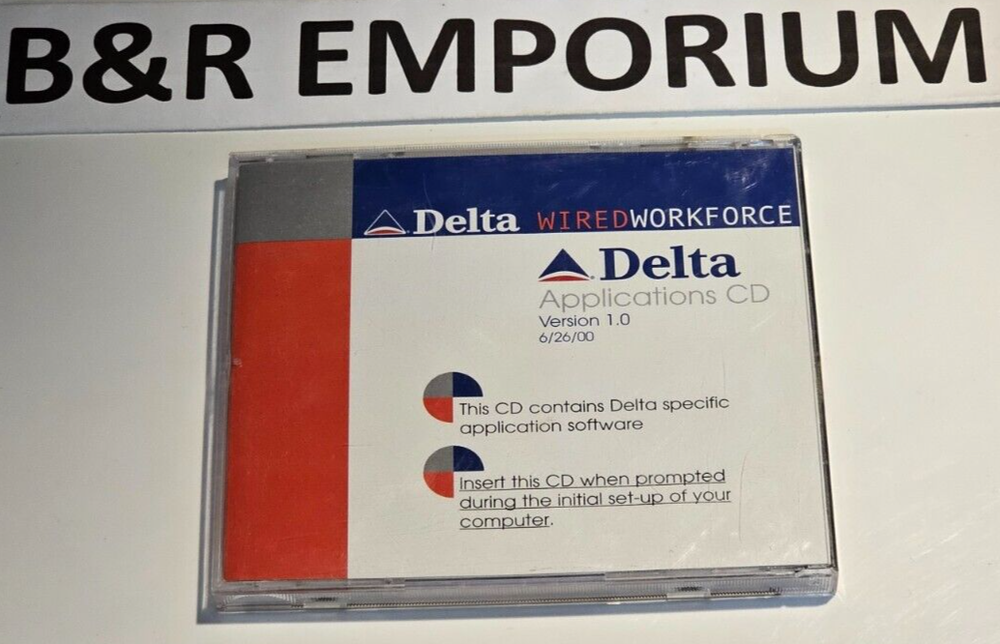 B&R EMPORIUM
Delta WIREDWORKFORCE
Delta
Applications CD
Version 1.0
6/26/00
This CD contains Delta specific
application software
Insert this CD when prompted
during the initial set-up of your
computer.